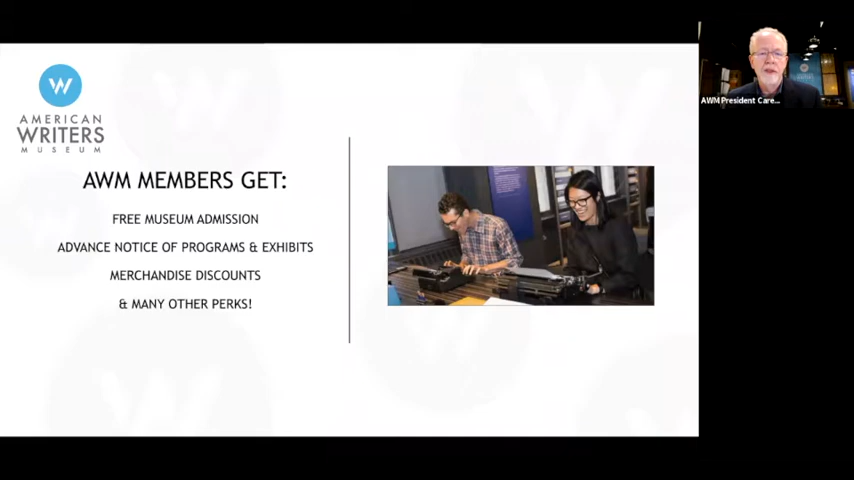 AMERICAN
WRITERS
MUSEUM
AWM MEMBERS GET:
FREE MUSEUM ADMISSION
ADVANCE NOTICE OF PROGRAMS & EXHIBITS
MERCHANDISE DISCOUNTS
& MANY OTHER PERKS!
AWM President Care...